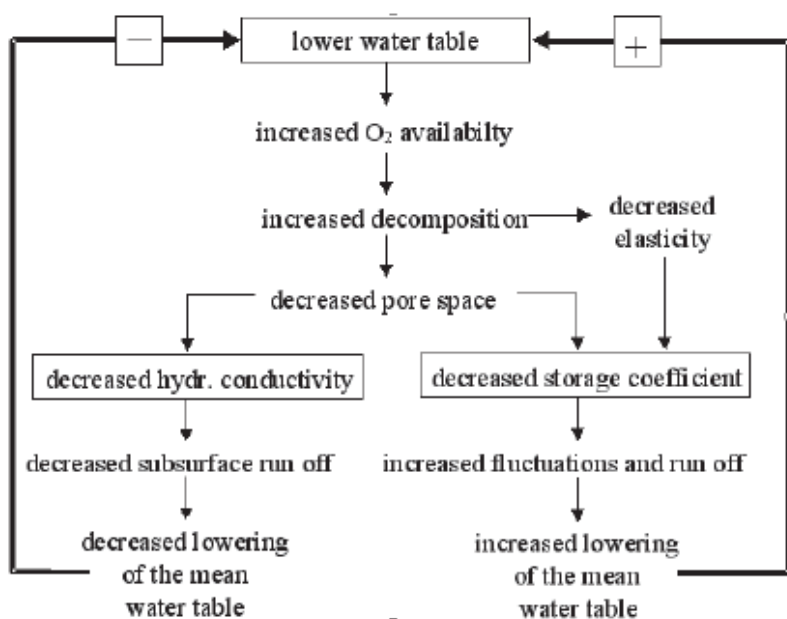 −
lower water table
+
increased O₂ availabilty
increased decomposition
decreased
elasticity
decreased pore space
decreased hydr. conductivity
decreased storage coefficient
decreased subsurface run off
increased fluctuations and run off
decreased lowering
of the mean
water table
increased lowering
of the mean
water table